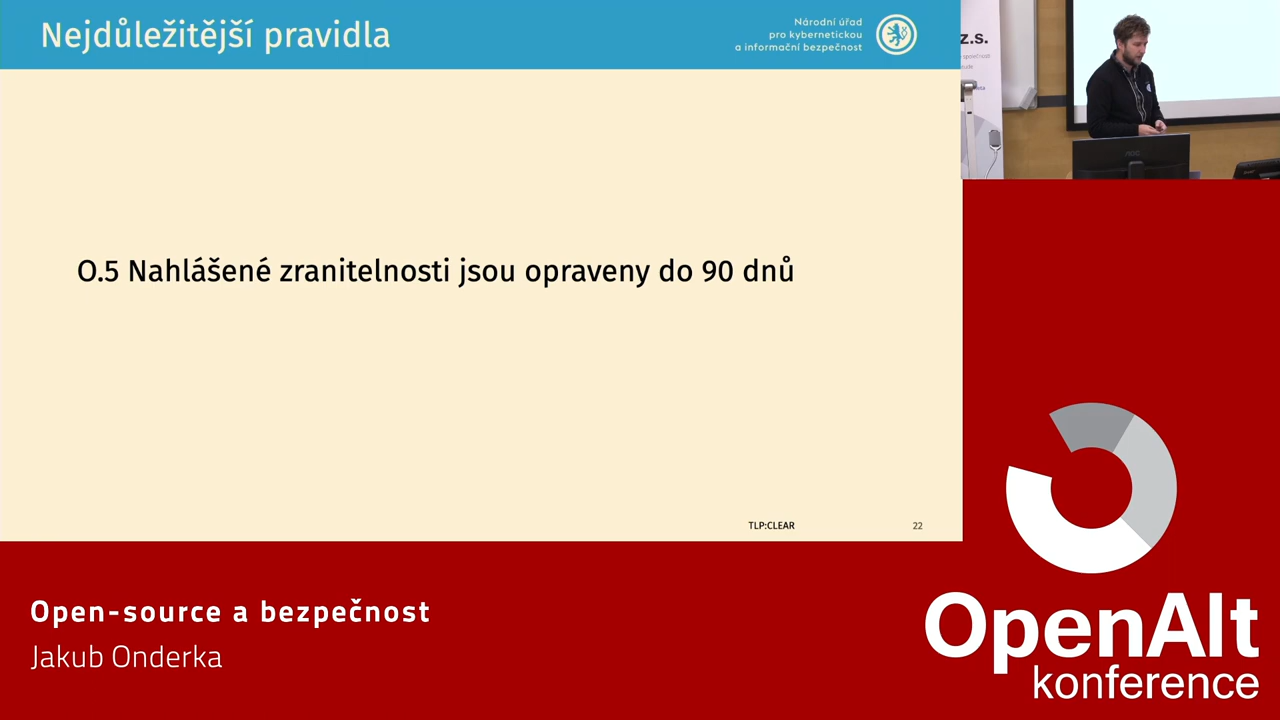 Nejdůležitější pravidla
Národní úřad
pro kybernetickou
a informační bezpečnost
z.s.
O.5 Nahlášené zranitelnosti jsou opraveny do 90 dnů
TLP:CLEAR
22
Open-source a bezpečnost
Jakub Onderka
OpenAlt
konference